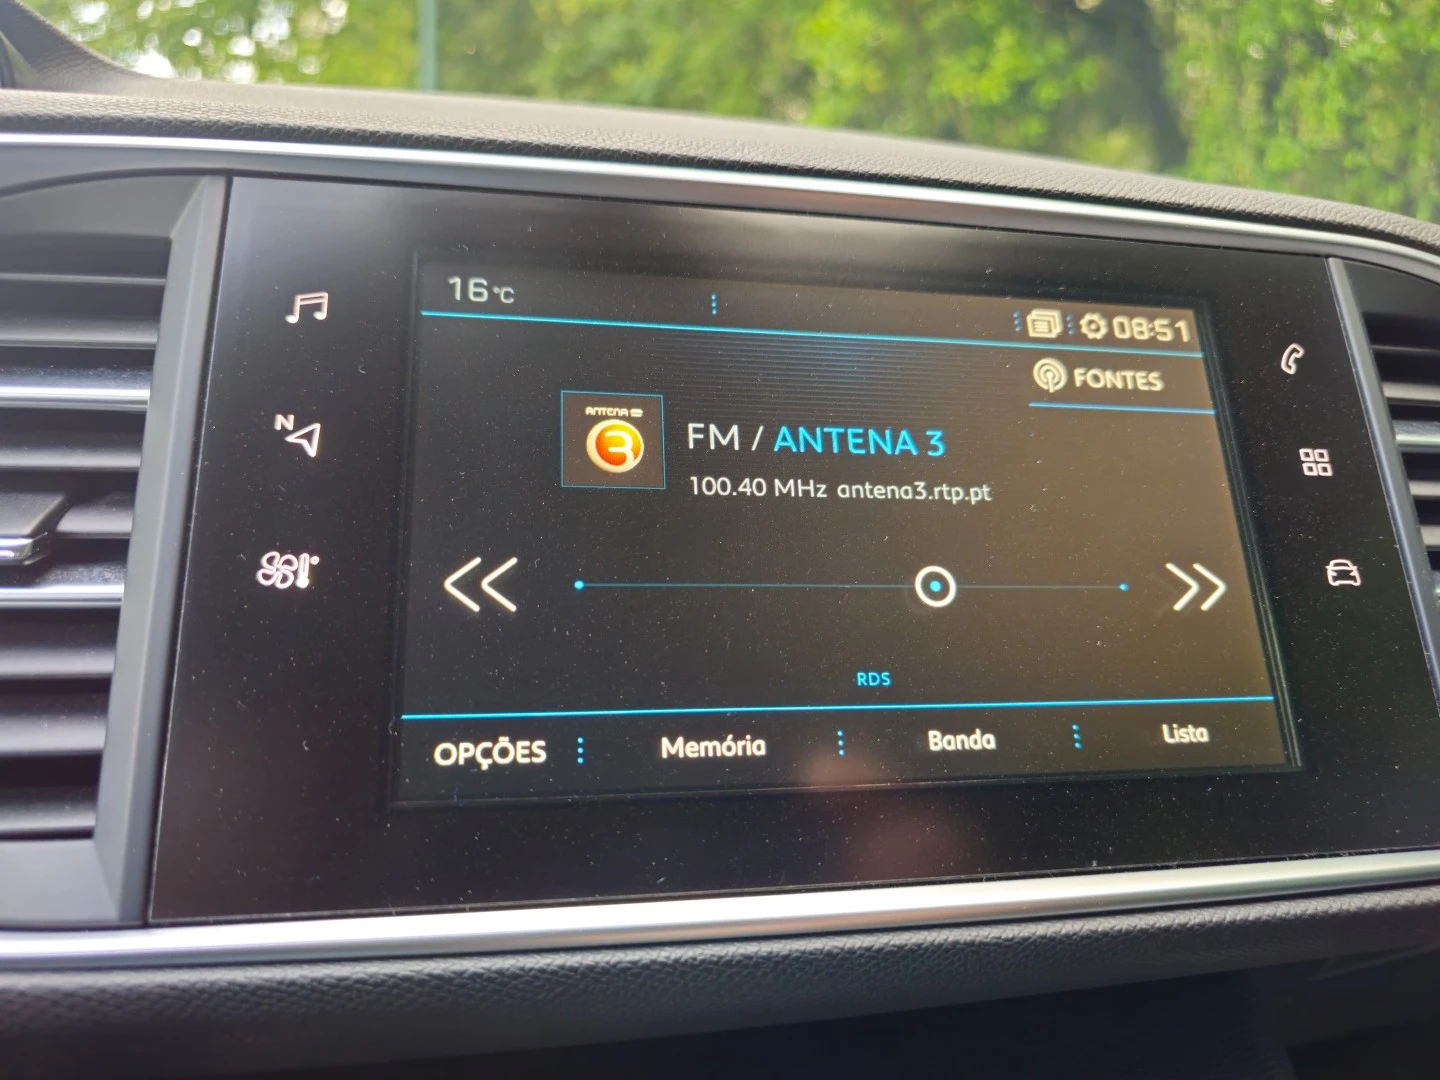 16°C
08:51
FONTES
ANTENA
3
FM / ANTENA 3
100.40 MHz antena3.rtp.pt
N
RDS
OPÇÕES
Memória
Banda
Lista